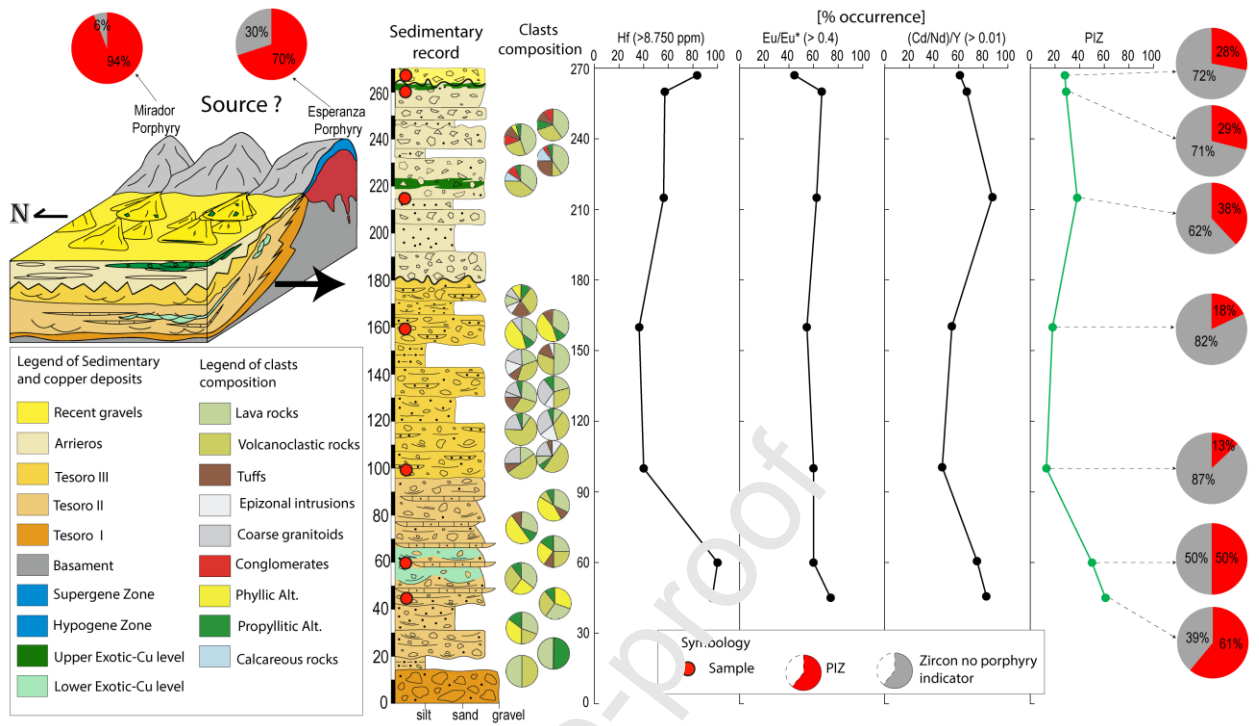 6%
94%
30%
70%
Mirador
Porphyry
Source ?
Esperanza
Porphyry
N
Sedimentary
record
Clasts
composition
[% occurrence]
Hf (>8.750 ppm)
Eu/Eu* (> 0.4)
(Cd/Nd)/Y (> 0.01)
PIZ
0 20 40 60 80 100
0 20 40 60 80 100
0 20 40 60 80 100
0 20 40 60 80 100
270
240
210
180
150
120
90
60
30
0
260
240
220
200
180
160
140
120
100
80
60
40
20
0
silt
sand
gravel
28%
72%
29%
71%
38%
62%
18%
82%
13%
87%
50%
50%
39%
61%
Legend of Sedimentary
and copper deposits
Recent gravels
Arrieros
Tesoro III
Tesoro II
Tesoro I
Basament
Supergene Zone
Hypogene Zone
Upper Exotic-Cu level
Lower Exotic-Cu level
Legend of clasts
composition
Lava rocks
Volcanoclastic rocks
Tuffs
Epizonal intrusions
Coarse granitoids
Conglomerates
Phyllic Alt.
Propyllitic Alt.
Calcareous rocks
Symbology
Sample
PIZ
Zircon no porphyry
indicator
-proof